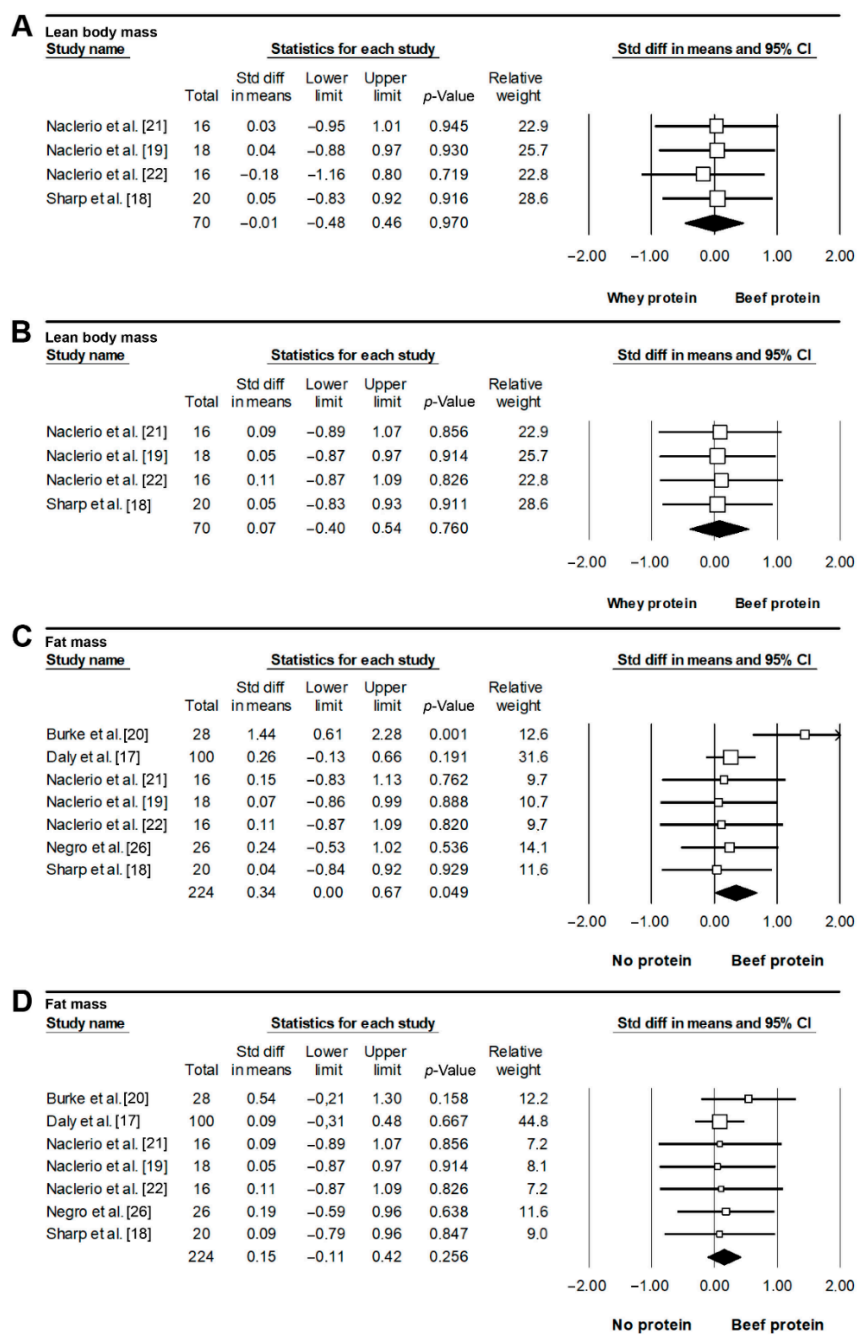 A Lean body mass
Study name Statistics for each study Std diff in means and 95% CI
Std diff Lower Upper Relative
Total in means limit limit p-Value weight
Naclerio et al. [21] 16 0.03 −0.95 1.01 0.945 22.9
Naclerio et al. [19] 18 0.04 −0.88 0.97 0.930 25.7
Naclerio et al. [22] 16 −0.18 −1.16 0.80 0.719 22.8
Sharp et al. [18] 20 0.05 −0.83 0.92 0.916 28.6
70 −0.01 −0.48 0.46 0.970
−2.00 −1.00 0.00 1.00 2.00
Whey protein Beef protein
B Lean body mass
Study name Statistics for each study Std diff in means and 95% CI
Std diff Lower Upper Relative
Total in means limit limit p-Value weight
Naclerio et al. [21] 16 0.09 −0.89 1.07 0.856 22.9
Naclerio et al. [19] 18 0.05 −0.87 0.97 0.914 25.7
Naclerio et al. [22] 16 0.11 −0.87 1.09 0.826 22.8
Sharp et al. [18] 20 0.05 −0.83 0.93 0.911 28.6
70 0.07 −0.40 0.54 0.760
−2.00 −1.00 0.00 1.00 2.00
Whey protein Beef protein
C Fat mass
Study name Statistics for each study Std diff in means and 95% CI
Std diff Lower Upper Relative
Total in means limit limit p-Value weight
Burke et al. [20] 28 1.44 0.61 2.28 0.001 12.6
Daly et al. [17] 100 0.26 −0.13 0.66 0.191 31.6
Naclerio et al. [21] 16 0.15 −0.83 1.13 0.762 9.7
Naclerio et al. [19] 18 0.07 −0.86 0.99 0.888 10.7
Naclerio et al. [22] 16 0.11 −0.87 1.09 0.820 9.7
Negro et al. [26] 26 0.24 −0.53 1.02 0.536 14.1
Sharp et al. [18] 20 0.04 −0.84 0.92 0.929 11.6
224 0.34 0.00 0.67 0.049
−2.00 −1.00 0.00 1.00 2.00
No protein Beef protein
D Fat mass
Study name Statistics for each study Std diff in means and 95% CI
Std diff Lower Upper Relative
Total in means limit limit p-Value weight
Burke et al. [20] 28 0.54 −0,21 1.30 0.158 12.2
Daly et al. [17] 100 0.09 −0,31 0.48 0.667 44.8
Naclerio et al. [21] 16 0.09 −0.89 1.07 0.856 7.2
Naclerio et al. [19] 18 0.05 −0.87 0.97 0.914 8.1
Naclerio et al. [22] 16 0.11 −0.87 1.09 0.826 7.2
Negro et al. [26] 26 0.19 −0.59 0.96 0.638 11.6
Sharp et al. [18] 20 0.09 −0.79 0.96 0.847 9.0
224 0.15 −0.11 0.42 0.256
−2.00 −1.00 0.00 1.00 2.00
No protein Beef protein